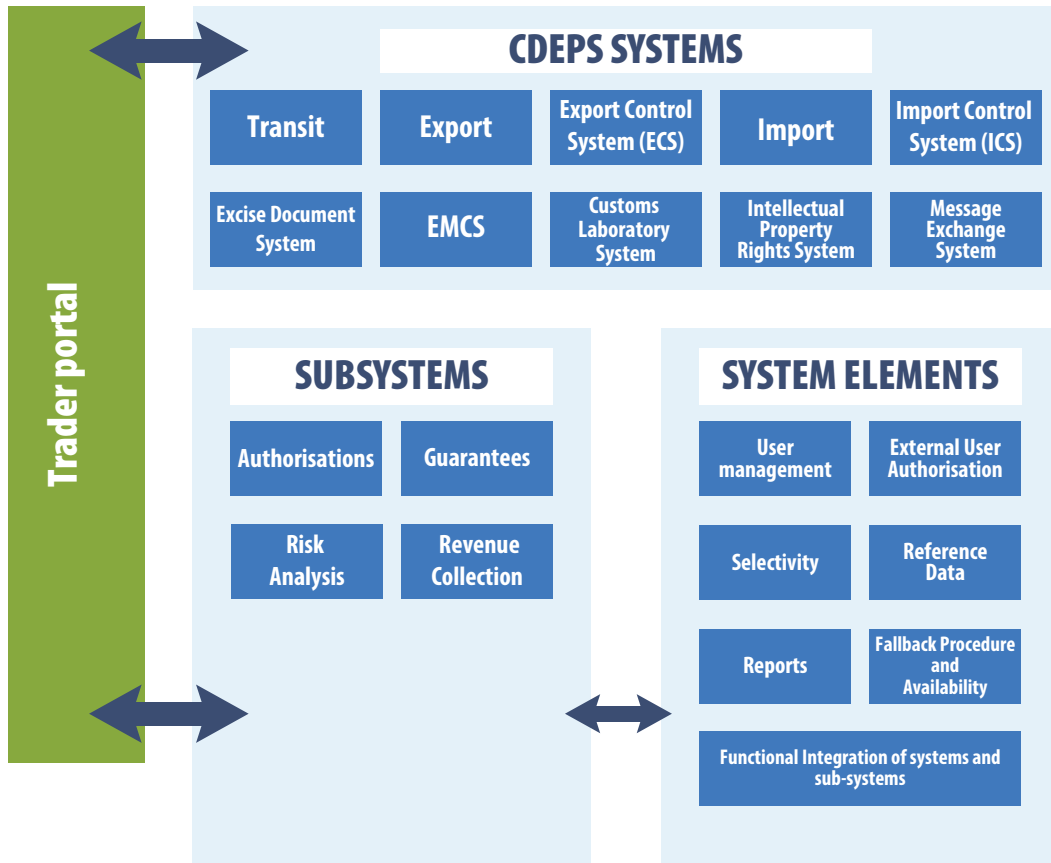 Trader portal
CDEPS SYSTEMS
Transit
Export
Export Control
System (ECS)
Import
Import Control
System (ICS)
Excise Document
System
EMCS
Customs
Laboratory
System
Intellectual
Property
Rights System
Message
Exchange
System
SUBSYSTEMS
Authorisations
Guarantees
Risk
Analysis
Revenue
Collection
SYSTEM ELEMENTS
User
management
External User
Authorisation
Selectivity
Reference
Data
Reports
Fallback Procedure
and
Availability
Functional Integration of systems and
sub-systems